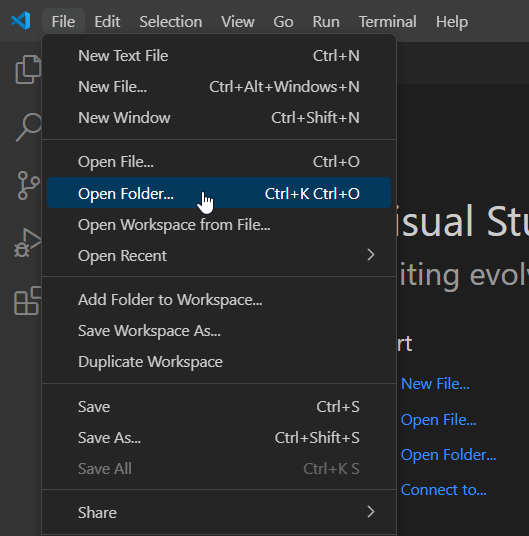 File Edit Selection View Go Run Terminal Help
New Text File Ctrl+N
New File... Ctrl+Alt+Windows+N
New Window Ctrl+Shift+N
Open File... Ctrl+O
Open Folder... Ctrl+K Ctrl+O
Open Workspace from File...
Open Recent
Add Folder to Workspace...
Save Workspace As...
Duplicate Workspace
Save Ctrl+S
Save As... Ctrl+Shift+S
Save All Ctrl+K S
Share
isual Stu
iting evolv
rt
New File...
Open File...
Open Folder...
Connect to...